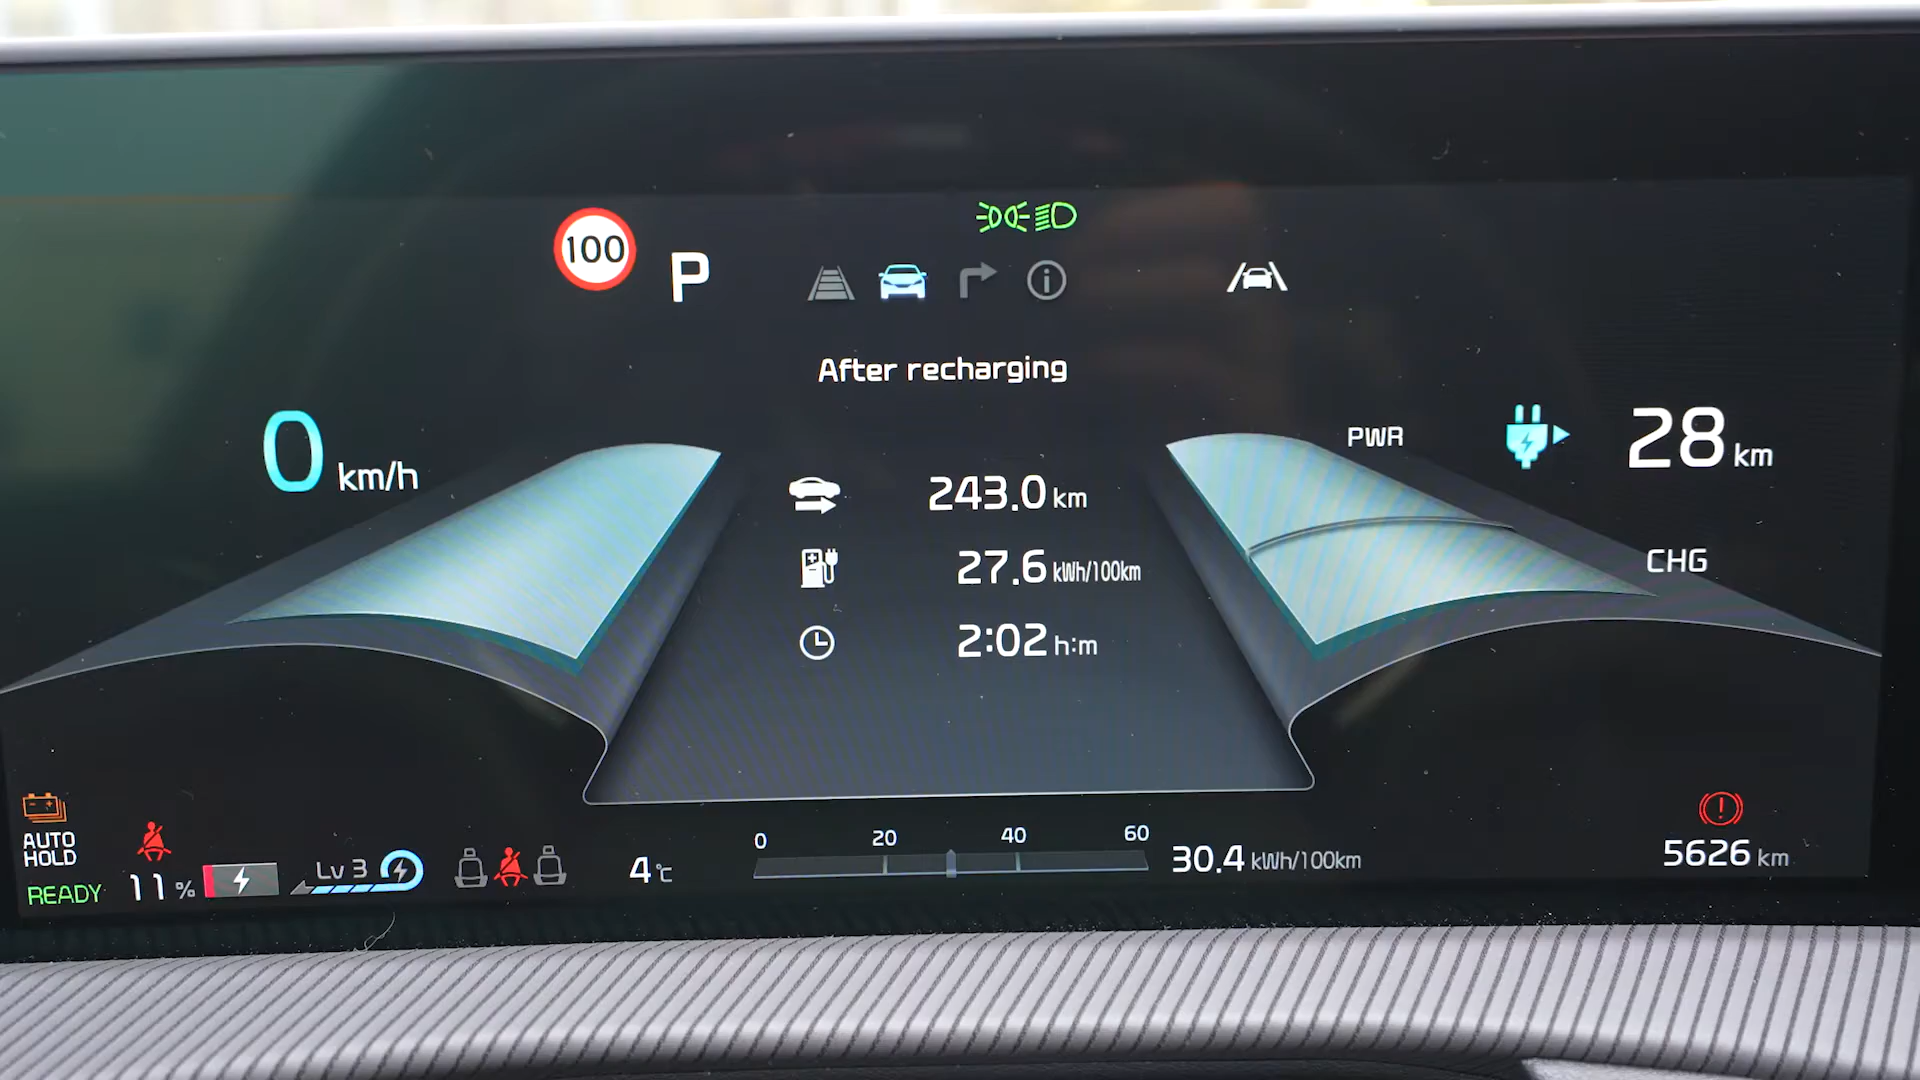 100
P
After recharging
0 km/h
PWR
28 km
243.0 km
27.6 kWh/100km
CHG
2:02 h:m
AUTO
HOLD
READY
11 %
Lv 3
4 °C
0 20 40 60
30.4 kWh/100km
5626 km